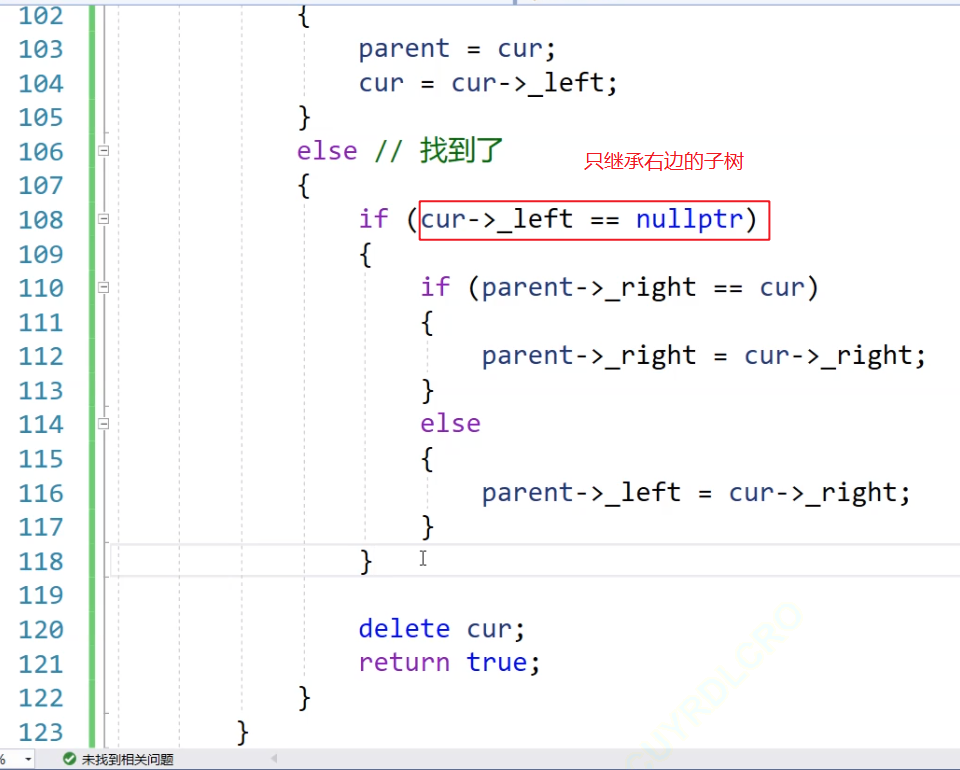 102 {
103 parent = cur;
104 cur = cur->_left;
105 }
106 else // 找到了
只继承右边的子树
107 {
108 if (cur->_left == nullptr)
109 {
110 if (parent->_right == cur)
111 {
112 parent->_right = cur->_right;
113 }
114 else
115 {
116 parent->_left = cur->_right;
117 }
118 }
119
120 delete cur;
121 return true;
122 }
123 }
% 未找到相关问题